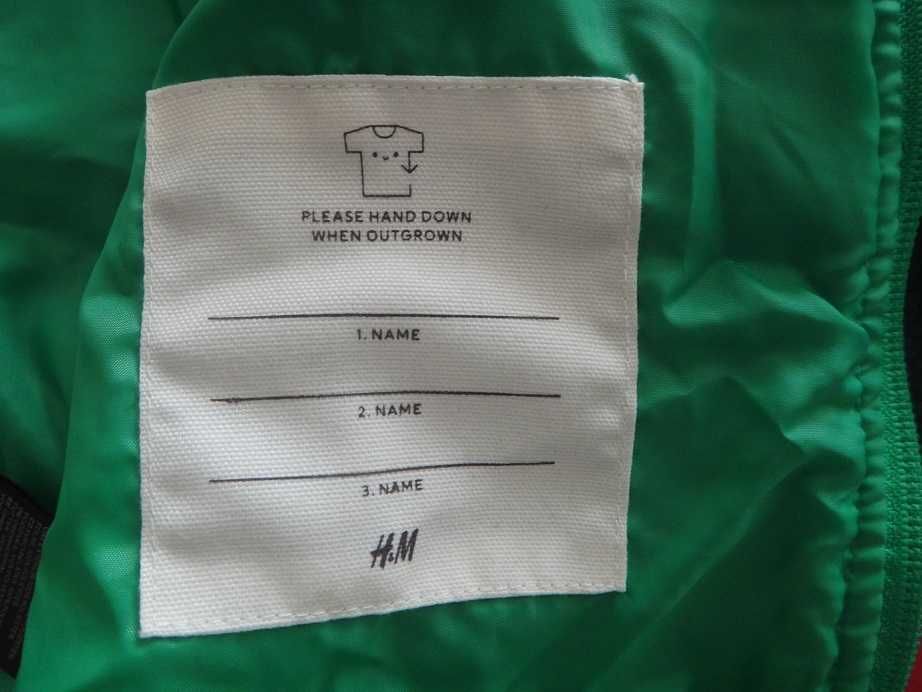 PLEASE HAND DOWN
WHEN OUTGROWN
1. NAME
2. NAME
3. NAME
H&M